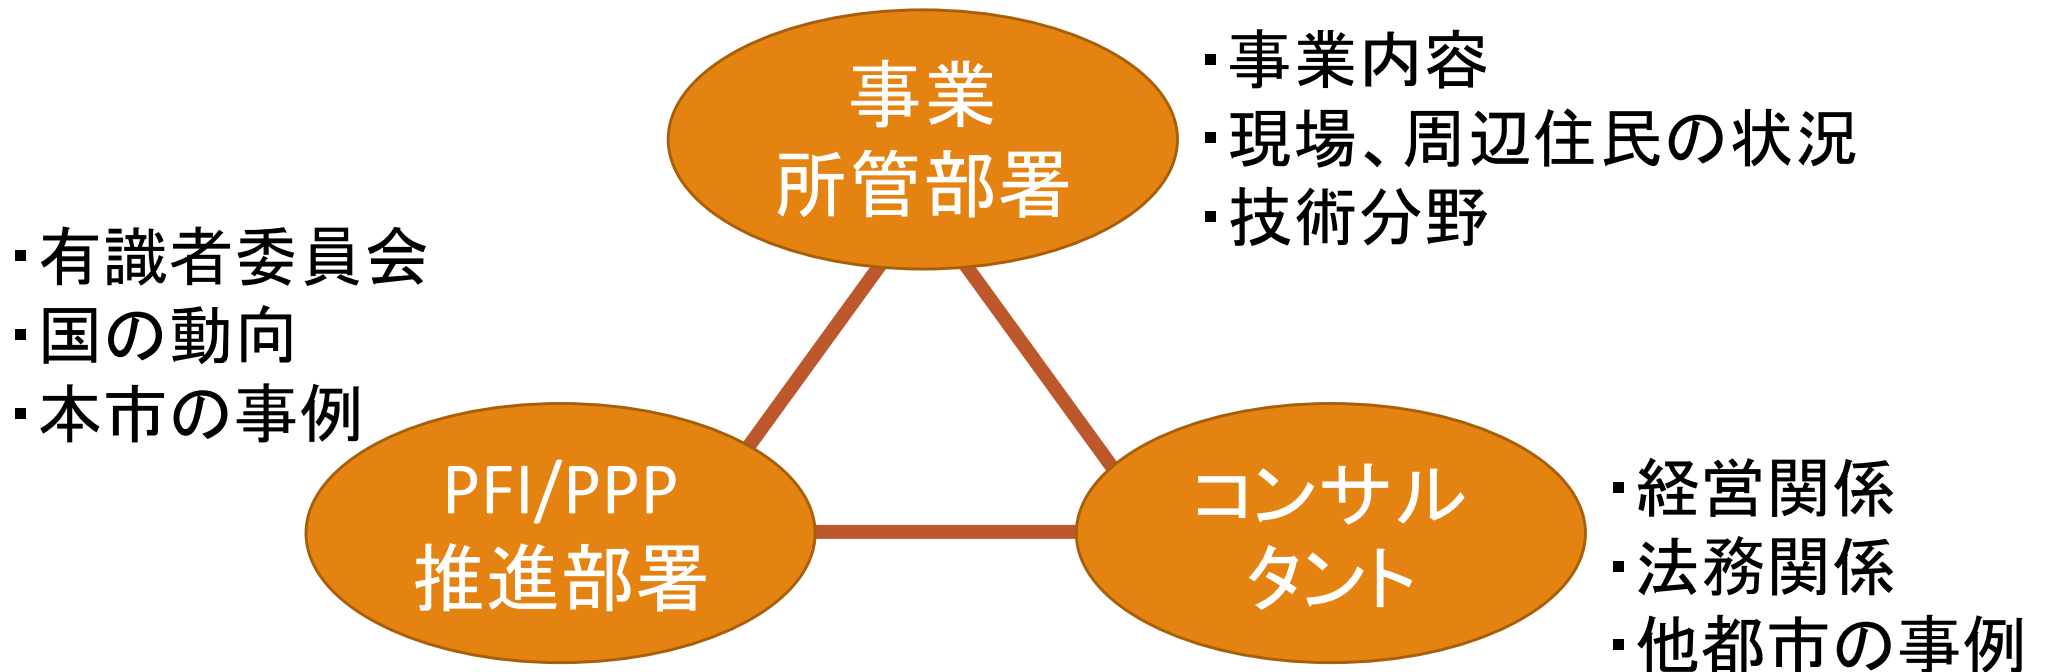 事業
所管部署
・事業内容
・現場、周辺住民の状況
・技術分野
・有識者委員会
・国の動向
・本市の事例
PFI/PPP
推進部署
コンサル
タント
・経営関係
・法務関係
・他都市の事例